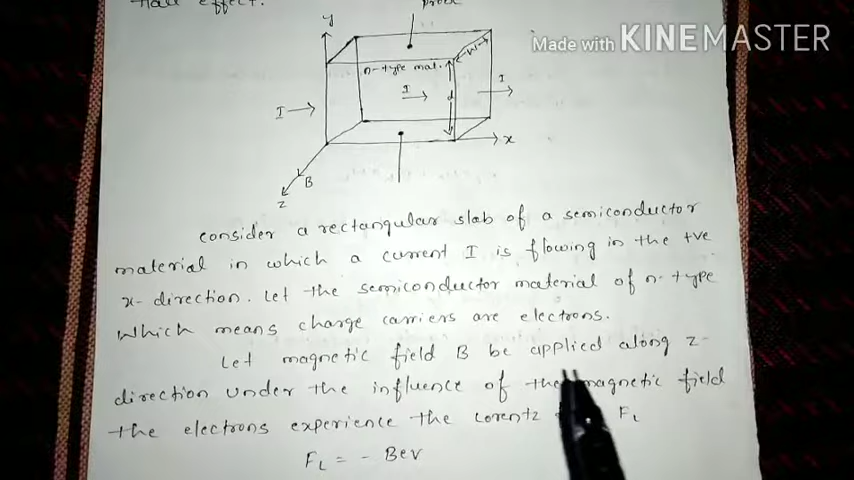 Hall effect.
Probe
Made with KINEMASTER
y
w
n-type mat.
I
d
I
I
x
B
z
consider a rectangular slab of a semiconductor
material in which a current I is flowing in the +ve
x-direction. Let the semiconductor material of n-type
which means charge carriers are electrons.
Let magnetic field B be applied along z-
direction under the influence of the magnetic field
the electrons experience the Lorentz FL
FL = - Bev